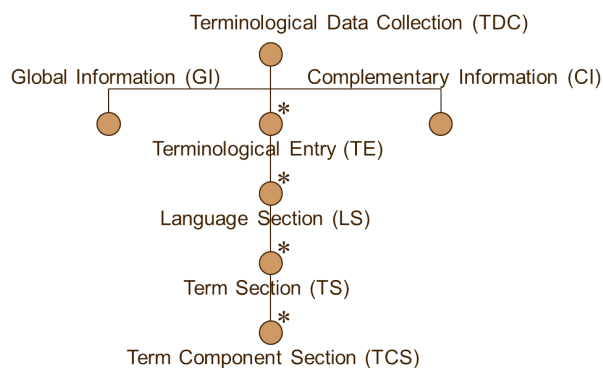 Terminological Data Collection (TDC)
Global Information (GI)
Complementary Information (CI)
*
Terminological Entry (TE)
*
Language Section (LS)
*
Term Section (TS)
*
Term Component Section (TCS)